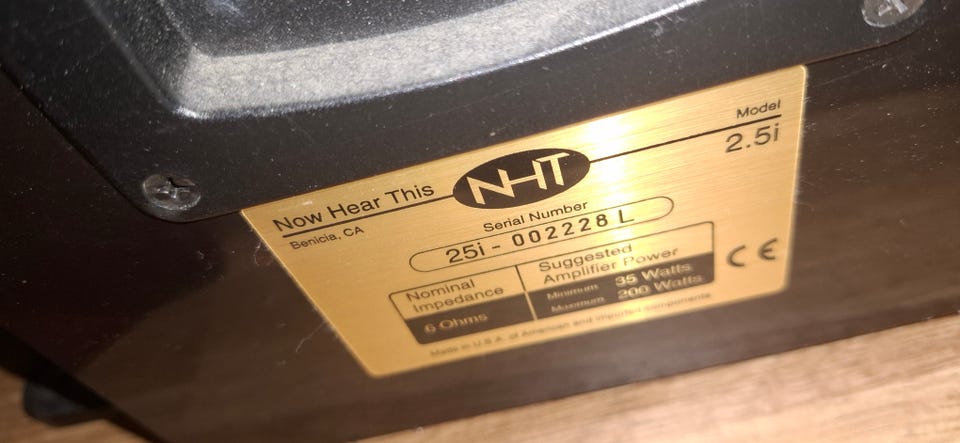 Now Hear This
Benicia, CA
NHT
Model
2.5i
Serial Number
25i - 002228 L
Nominal
Impedance
6 Ohms
Suggested
Amplifier Power
Minimum 35 Watts
Maximum 200 Watts
CE
Made in U.S.A. of American and imported components